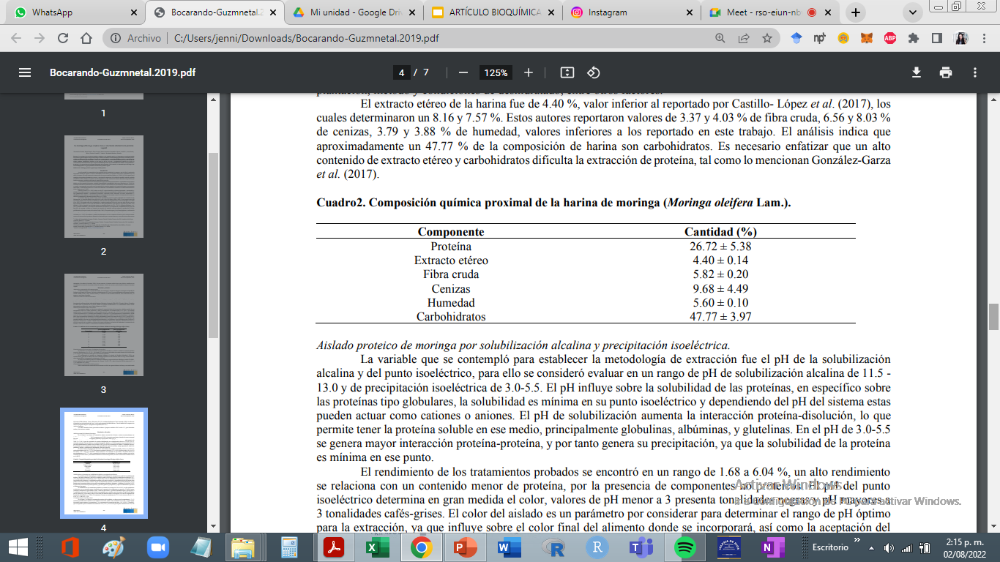 WhatsApp
Bocarando-Guzmnetal.2
Mi unidad - Google Dri
ARTÍCULO BIOQUÍMICA
Instagram
Meet - rso-eiun-nb
Archivo
C:/Users/jenni/Downloads/Bocarando-Guzmnetal.2019.pdf
ABP
Bocarando-Guzmnetal.2019.pdf
4 / 7
125%
1
2
3
4
El extracto etéreo de la harina fue de 4.40 %, valor inferior al reportado por Castillo- López et al. (2017), los
cuales determinaron un 8.16 y 7.57 %. Estos autores reportaron valores de 3.37 y 4.03 % de fibra cruda, 6.56 y 8.03 %
de cenizas, 3.79 y 3.88 % de humedad, valores inferiores a los reportado en este trabajo. El análisis indica que
aproximadamente un 47.77 % de la composición de harina son carbohidratos. Es necesario enfatizar que un alto
contenido de extracto etéreo y carbohidratos dificulta la extracción de proteína, tal como lo mencionan González-Garza
et al. (2017).
Cuadro2. Composición química proximal de la harina de moringa (Moringa oleifera Lam.).
Componente Cantidad (%)
Proteína 26.72 ± 5.38
Extracto etéreo 4.40 ± 0.14
Fibra cruda 5.82 ± 0.20
Cenizas 9.68 ± 4.49
Humedad 5.60 ± 0.10
Carbohidratos 47.77 ± 3.97
Aislado proteico de moringa por solubilización alcalina y precipitación isoeléctrica.
La variable que se contempló para establecer la metodología de extracción fue el pH de la solubilización
alcalina y del punto isoeléctrico, para ello se consideró evaluar en un rango de pH de solubilización alcalina de 11.5 -
13.0 y de precipitación isoeléctrica de 3.0-5.5. El pH influye sobre la solubilidad de las proteínas, en específico sobre
las proteínas tipo globulares, la solubilidad es mínima en su punto isoeléctrico y dependiendo del pH del sistema estas
pueden actuar como cationes o aniones. El pH de solubilización aumenta la interacción proteína-disolución, lo que
permite tener la proteína soluble en ese medio, principalmente globulinas, albúminas, y glutelinas. En el pH de 3.0-5.5
se genera mayor interacción proteína-proteína, y por tanto genera su precipitación, ya que la solubilidad de la proteína
es mínima en ese punto.
El rendimiento de los tratamientos probados se encontró en un rango de 1.68 a 6.04 %, un alto rendimiento
se relaciona con un contenido menor de proteína, por la presencia de componentes no proteicos. El pH del punto
isoeléctrico determina en gran medida el color, valores de pH menor a 3 presenta tonalidades negras y pH mayores a
3 tonalidades cafés-grises. El color del aislado es un parámetro por considerar para determinar el rango de pH óptimo
para la extracción, ya que influye sobre el color final del alimento donde se incorporará, así como la aceptación del
Activar Windows
Ir a Configuración de PC para activar Windows.
Escritorio
2:15 p. m.
02/08/2022